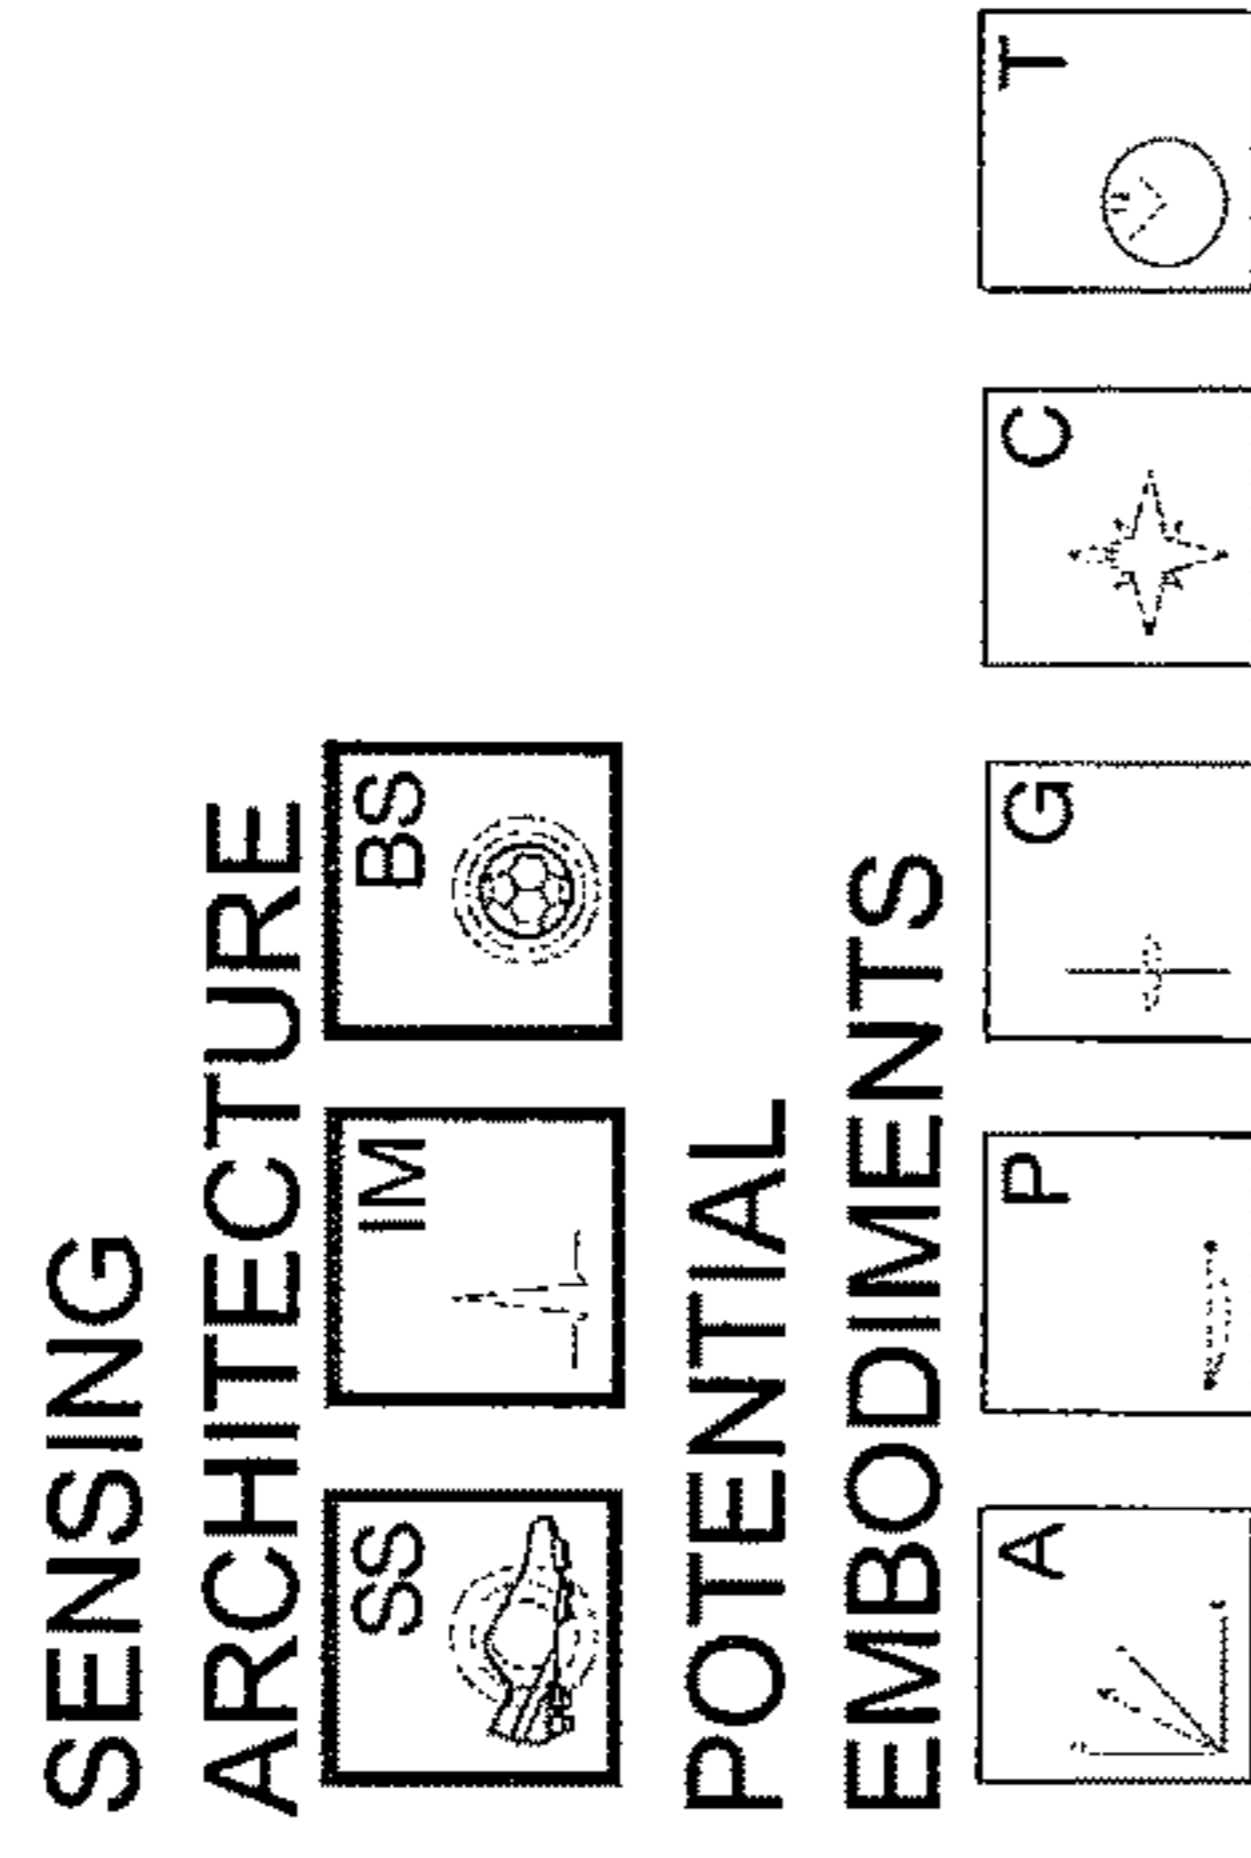 SENSING
ARCHITECTURE
SS IM BS
POTENTIAL
EMBODIMENTS
A P G C T